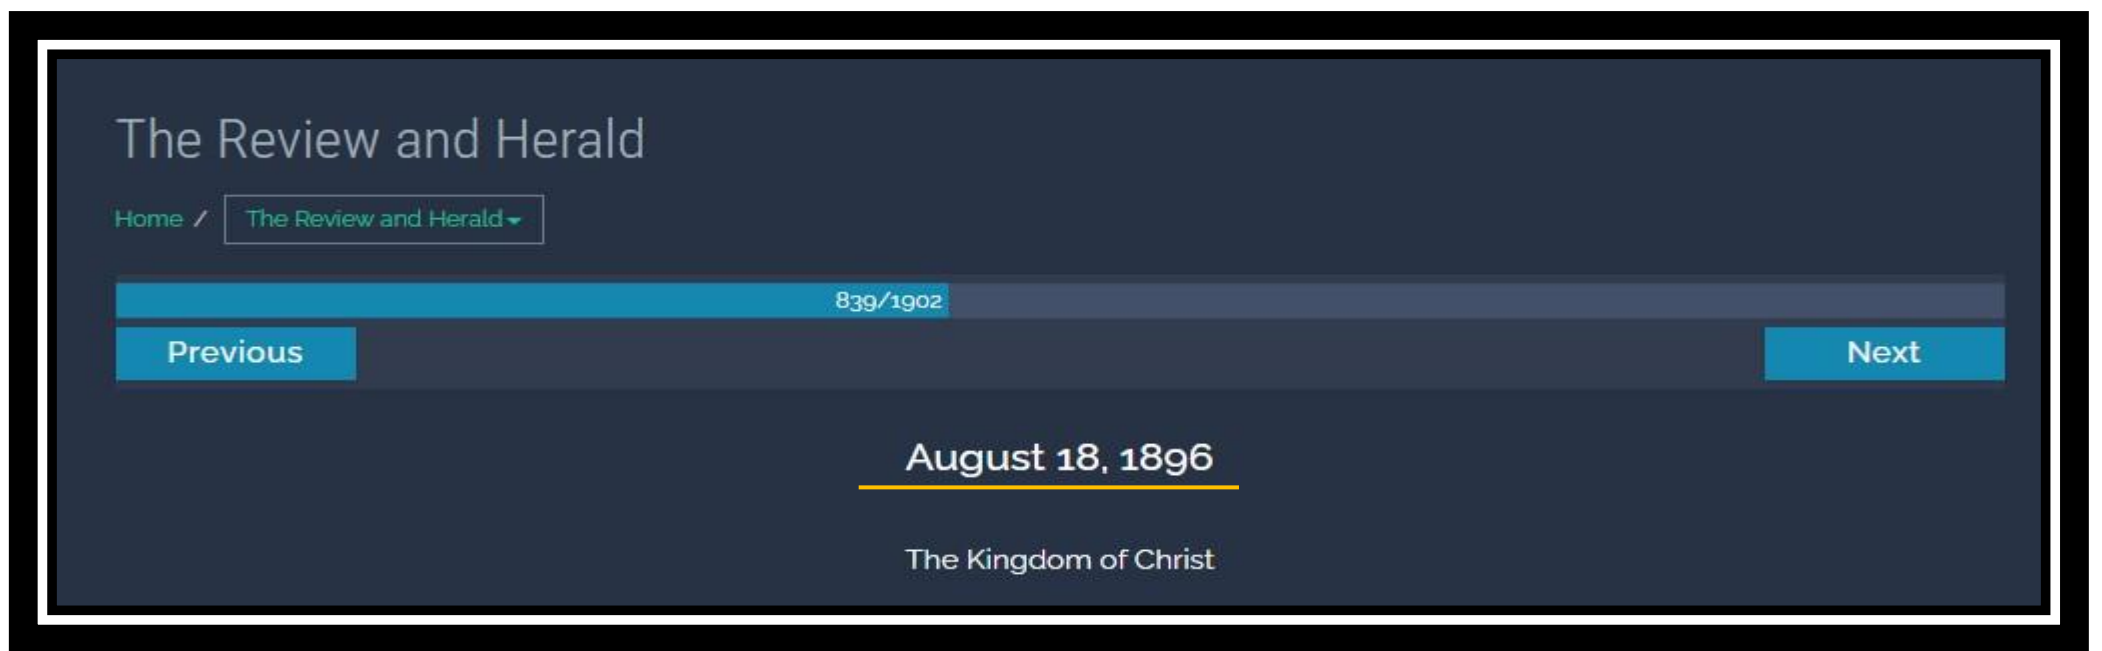 The Review and Herald
Home / The Review and Herald
839/1902
Previous Next
August 18, 1896
The Kingdom of Christ